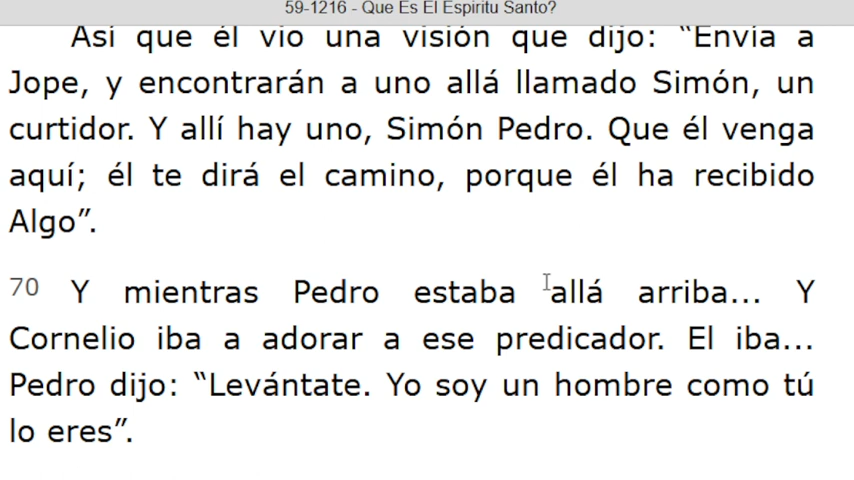 59-1216 - Que Es El Espiritu Santo?
Así que él vio una visión que dijo: “Envía a
Jope, y encontrarán a uno allá llamado Simón, un
curtidor. Y allí hay uno, Simón Pedro. Que él venga
aquí; él te dirá el camino, porque él ha recibido
Algo”.
70 Y mientras Pedro estaba allá arriba... Y
Cornelio iba a adorar a ese predicador. El iba...
Pedro dijo: “Levántate. Yo soy un hombre como tú
lo eres”.